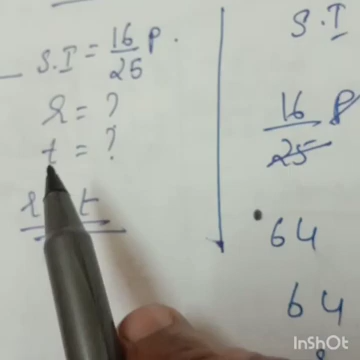 S.I = 16/25 P.
r = ?
t = ?
r t
S.I
16/25 P
64
64
InShOt